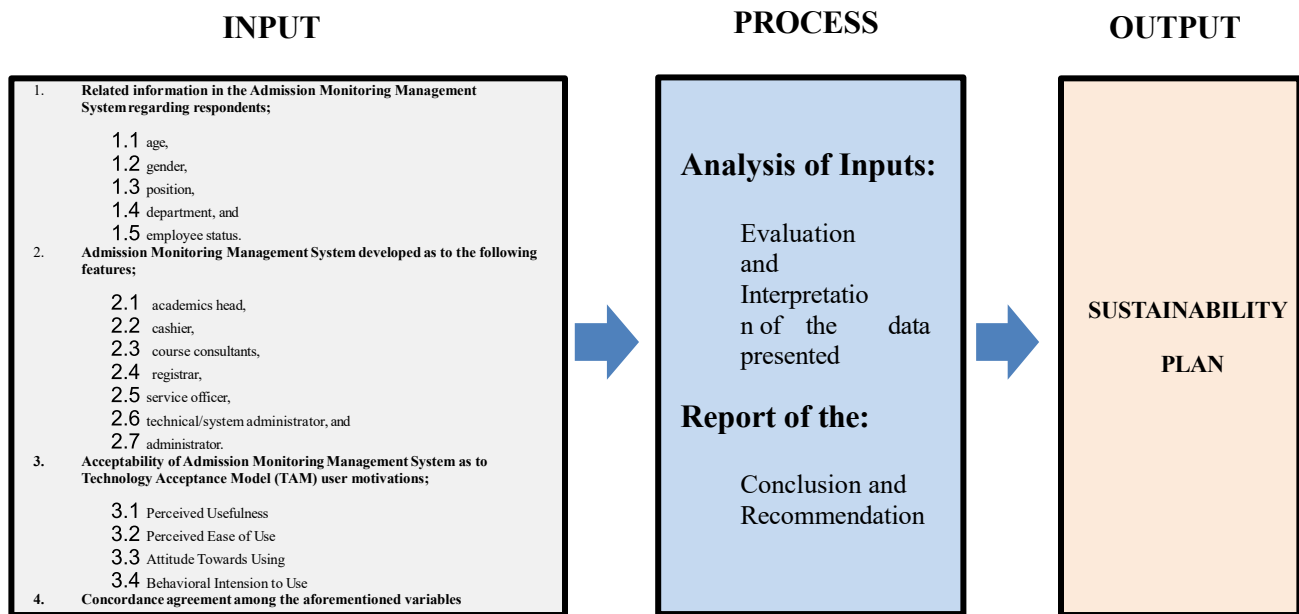 INPUT
1. Related information in the Admission Monitoring Management
System regarding respondents;
1.1 age,
1.2 gender,
1.3 position,
1.4 department, and
1.5 employee status.
2. Admission Monitoring Management System developed as to the following
features;
2.1 academics head,
2.2 cashier,
2.3 course consultants,
2.4 registrar,
2.5 service officer,
2.6 technical/system administrator, and
2.7 administrator.
3. Acceptability of Admission Monitoring Management System as to
Technology Acceptance Model (TAM) user motivations;
3.1 Perceived Usefulness
3.2 Perceived Ease of Use
3.3 Attitude Towards Using
3.4 Behavioral Intension to Use
4. Concordance agreement among the aforementioned variables
PROCESS
Analysis of Inputs:
Evaluation
and
Interpretatio
n of the data
presented
Report of the:
Conclusion and
Recommendation
OUTPUT
SUSTAINABILITY
PLAN